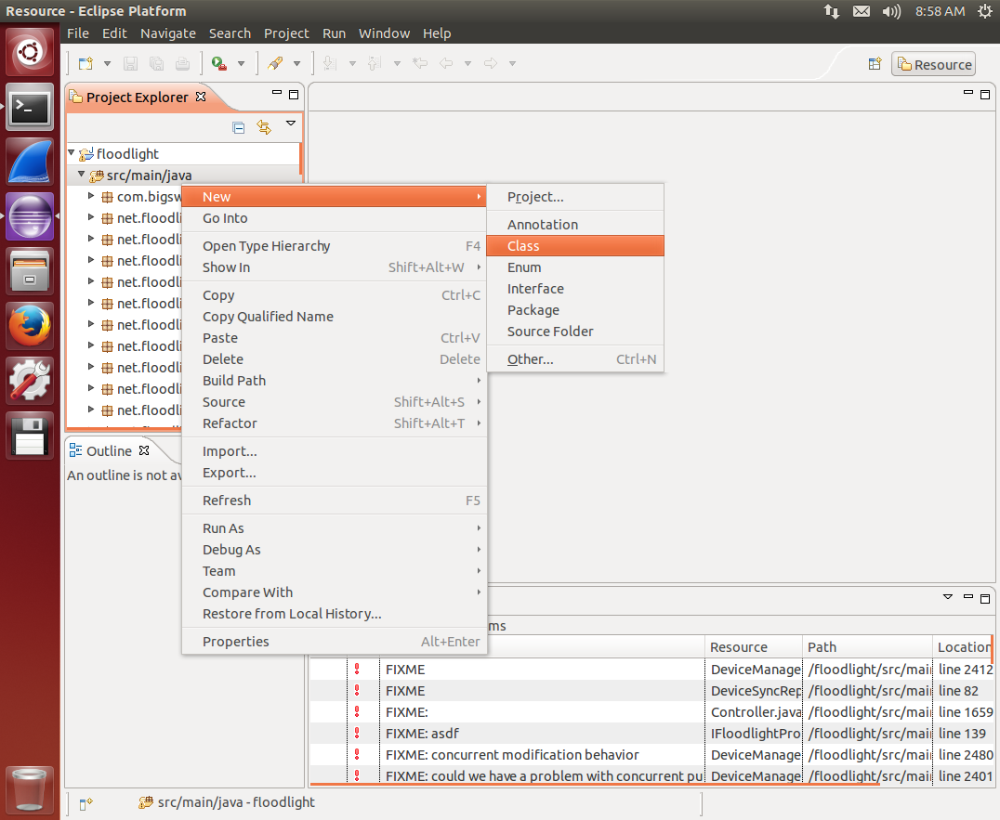 Resource - Eclipse Platform 8:58 AM
File Edit Navigate Search Project Run Window Help
Resource
Project Explorer
floodlight
src/main/java
com.bigsw
net.floodli
net.floodli
net.floodli
net.floodli
net.floodli
net.floodli
net.floodli
net.floodli
net.floodli
net.floodli
New
Go Into
Open Type Hierarchy F4
Show In Shift+Alt+W
Copy Ctrl+C
Copy Qualified Name
Paste Ctrl+V
Delete Delete
Build Path
Source Shift+Alt+S
Refactor Shift+Alt+T
Import...
Export...
Refresh F5
Run As
Debug As
Team
Compare With
Restore from Local History...
Properties Alt+Enter
Project...
Annotation
Class
Enum
Interface
Package
Source Folder
Other... Ctrl+N
Outline
An outline is not av
ms
Resource Path Location
FIXME DeviceManage /floodlight/src/mai line 2412
FIXME DeviceSyncRep /floodlight/src/mai line 82
FIXME: Controller.java /floodlight/src/mai line 1659
FIXME: asdf IFloodlightPro /floodlight/src/mai line 139
FIXME: concurrent modification behavior DeviceManage /floodlight/src/mai line 2480
FIXME: could we have a problem with concurrent pu DeviceManage /floodlight/src/mai line 2401
src/main/java - floodlight